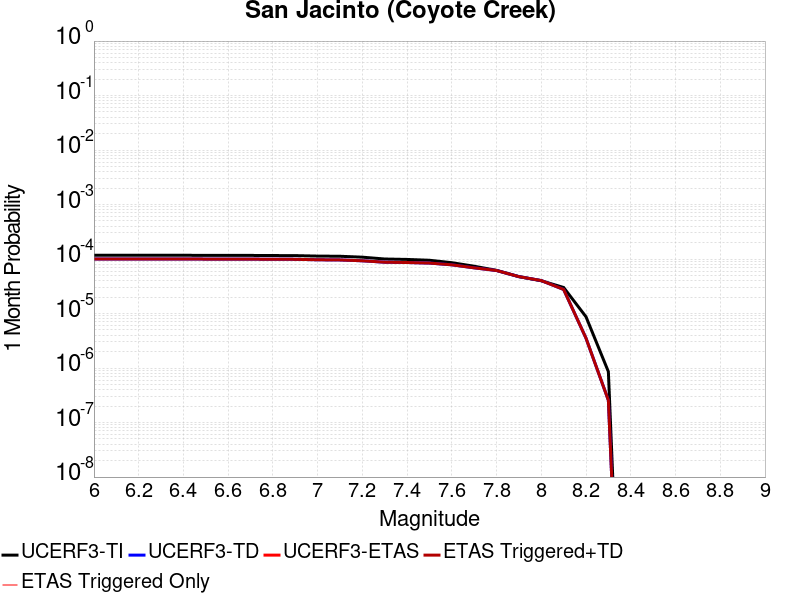 San Jacinto (Coyote Creek)
10^0
10^-1
10^-2
10^-3
10^-4
10^-5
10^-6
10^-7
10^-8
1 Month Probability
6 6.2 6.4 6.6 6.8 7 7.2 7.4 7.6 7.8 8 8.2 8.4 8.6 8.8 9
Magnitude
UCERF3-TI UCERF3-TD UCERF3-ETAS ETAS Triggered+TD
ETAS Triggered Only